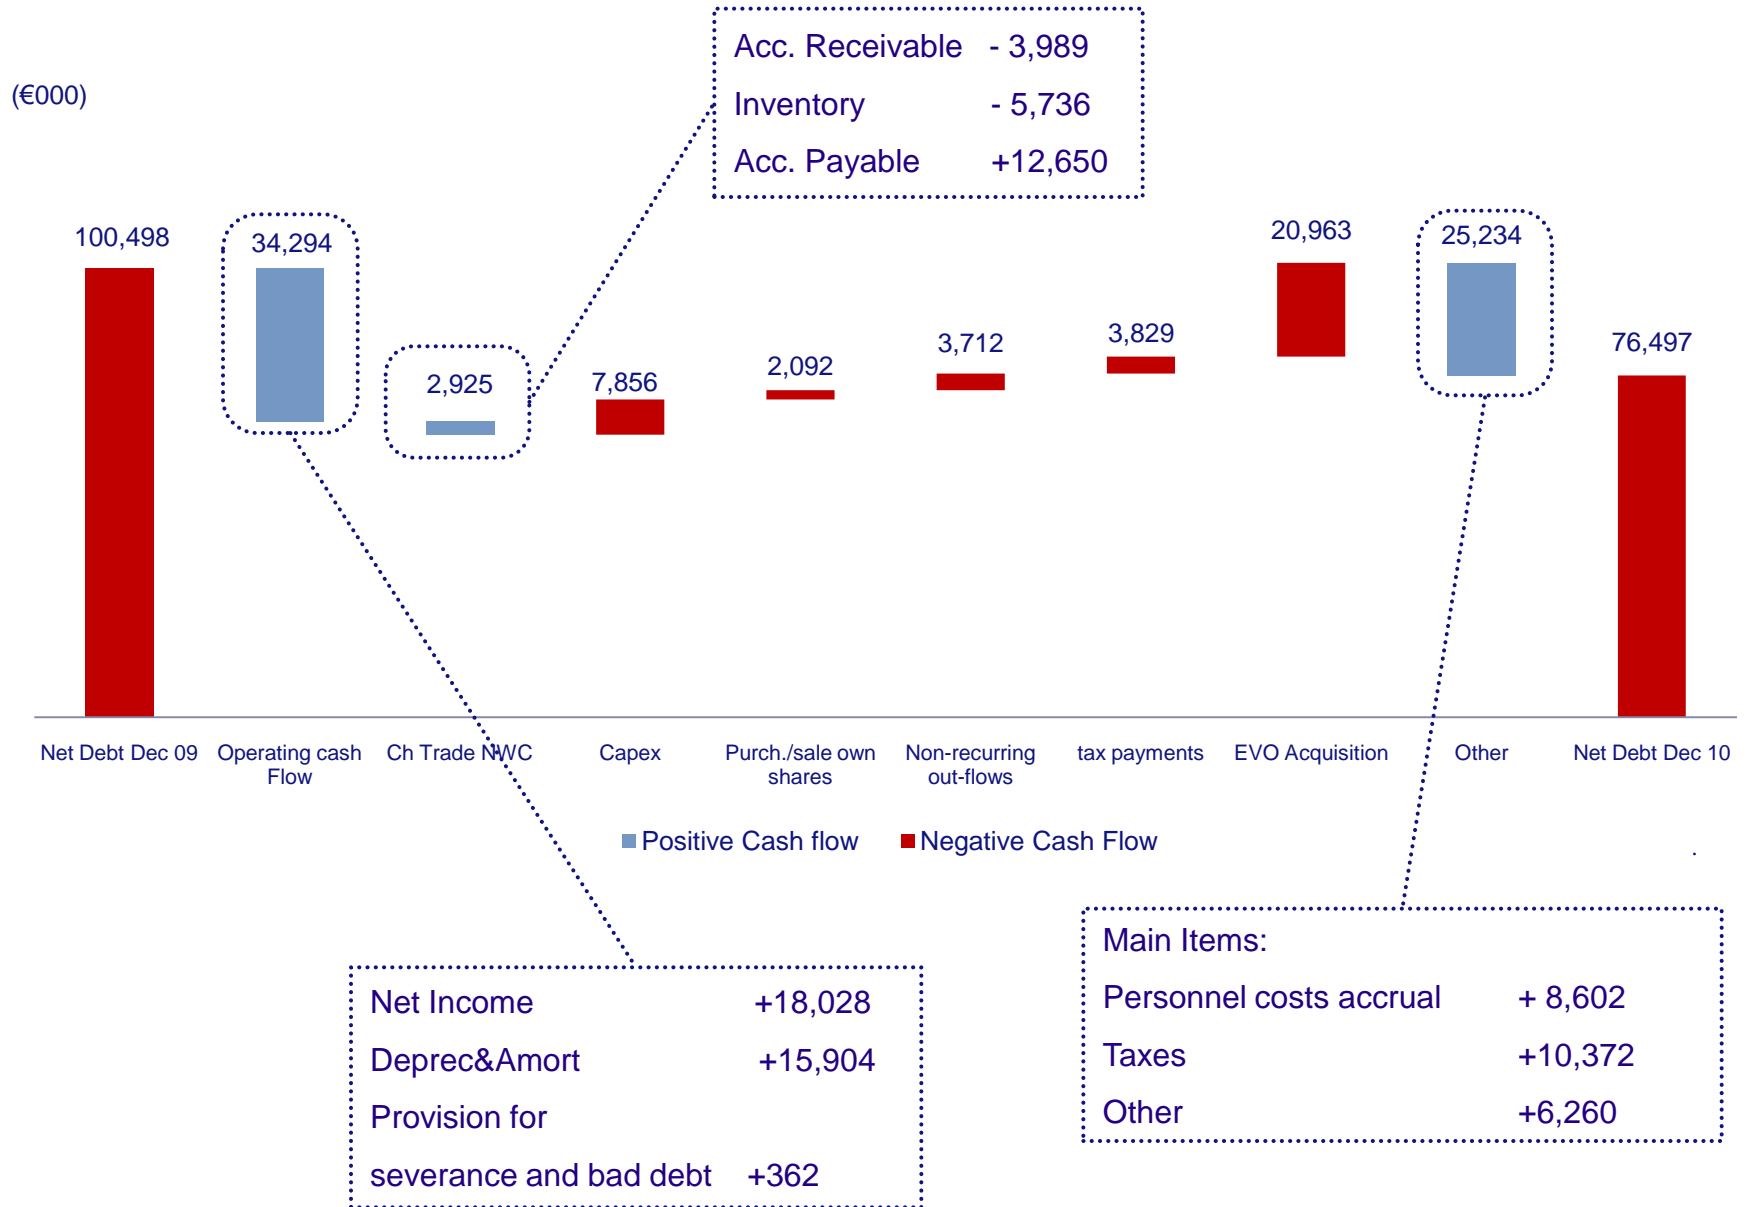 Acc. Receivable - 3,989
Inventory - 5,736
Acc. Payable +12,650
(€000)
100,498
34,294
2,925
7,856
2,092
3,712
3,829
20,963
25,234
76,497
Net Debt Dec 09
Operating cash
Flow
Ch Trade NWC
Capex
Purch./sale own
shares
Non-recurring
out-flows
tax payments
EVO Acquisition
Other
Net Debt Dec 10
Positive Cash flow
Negative Cash Flow
.
Net Income +18,028
Deprec&Amort +15,904
Provision for
severance and bad debt +362
Main Items:
Personnel costs accrual + 8,602
Taxes +10,372
Other +6,260